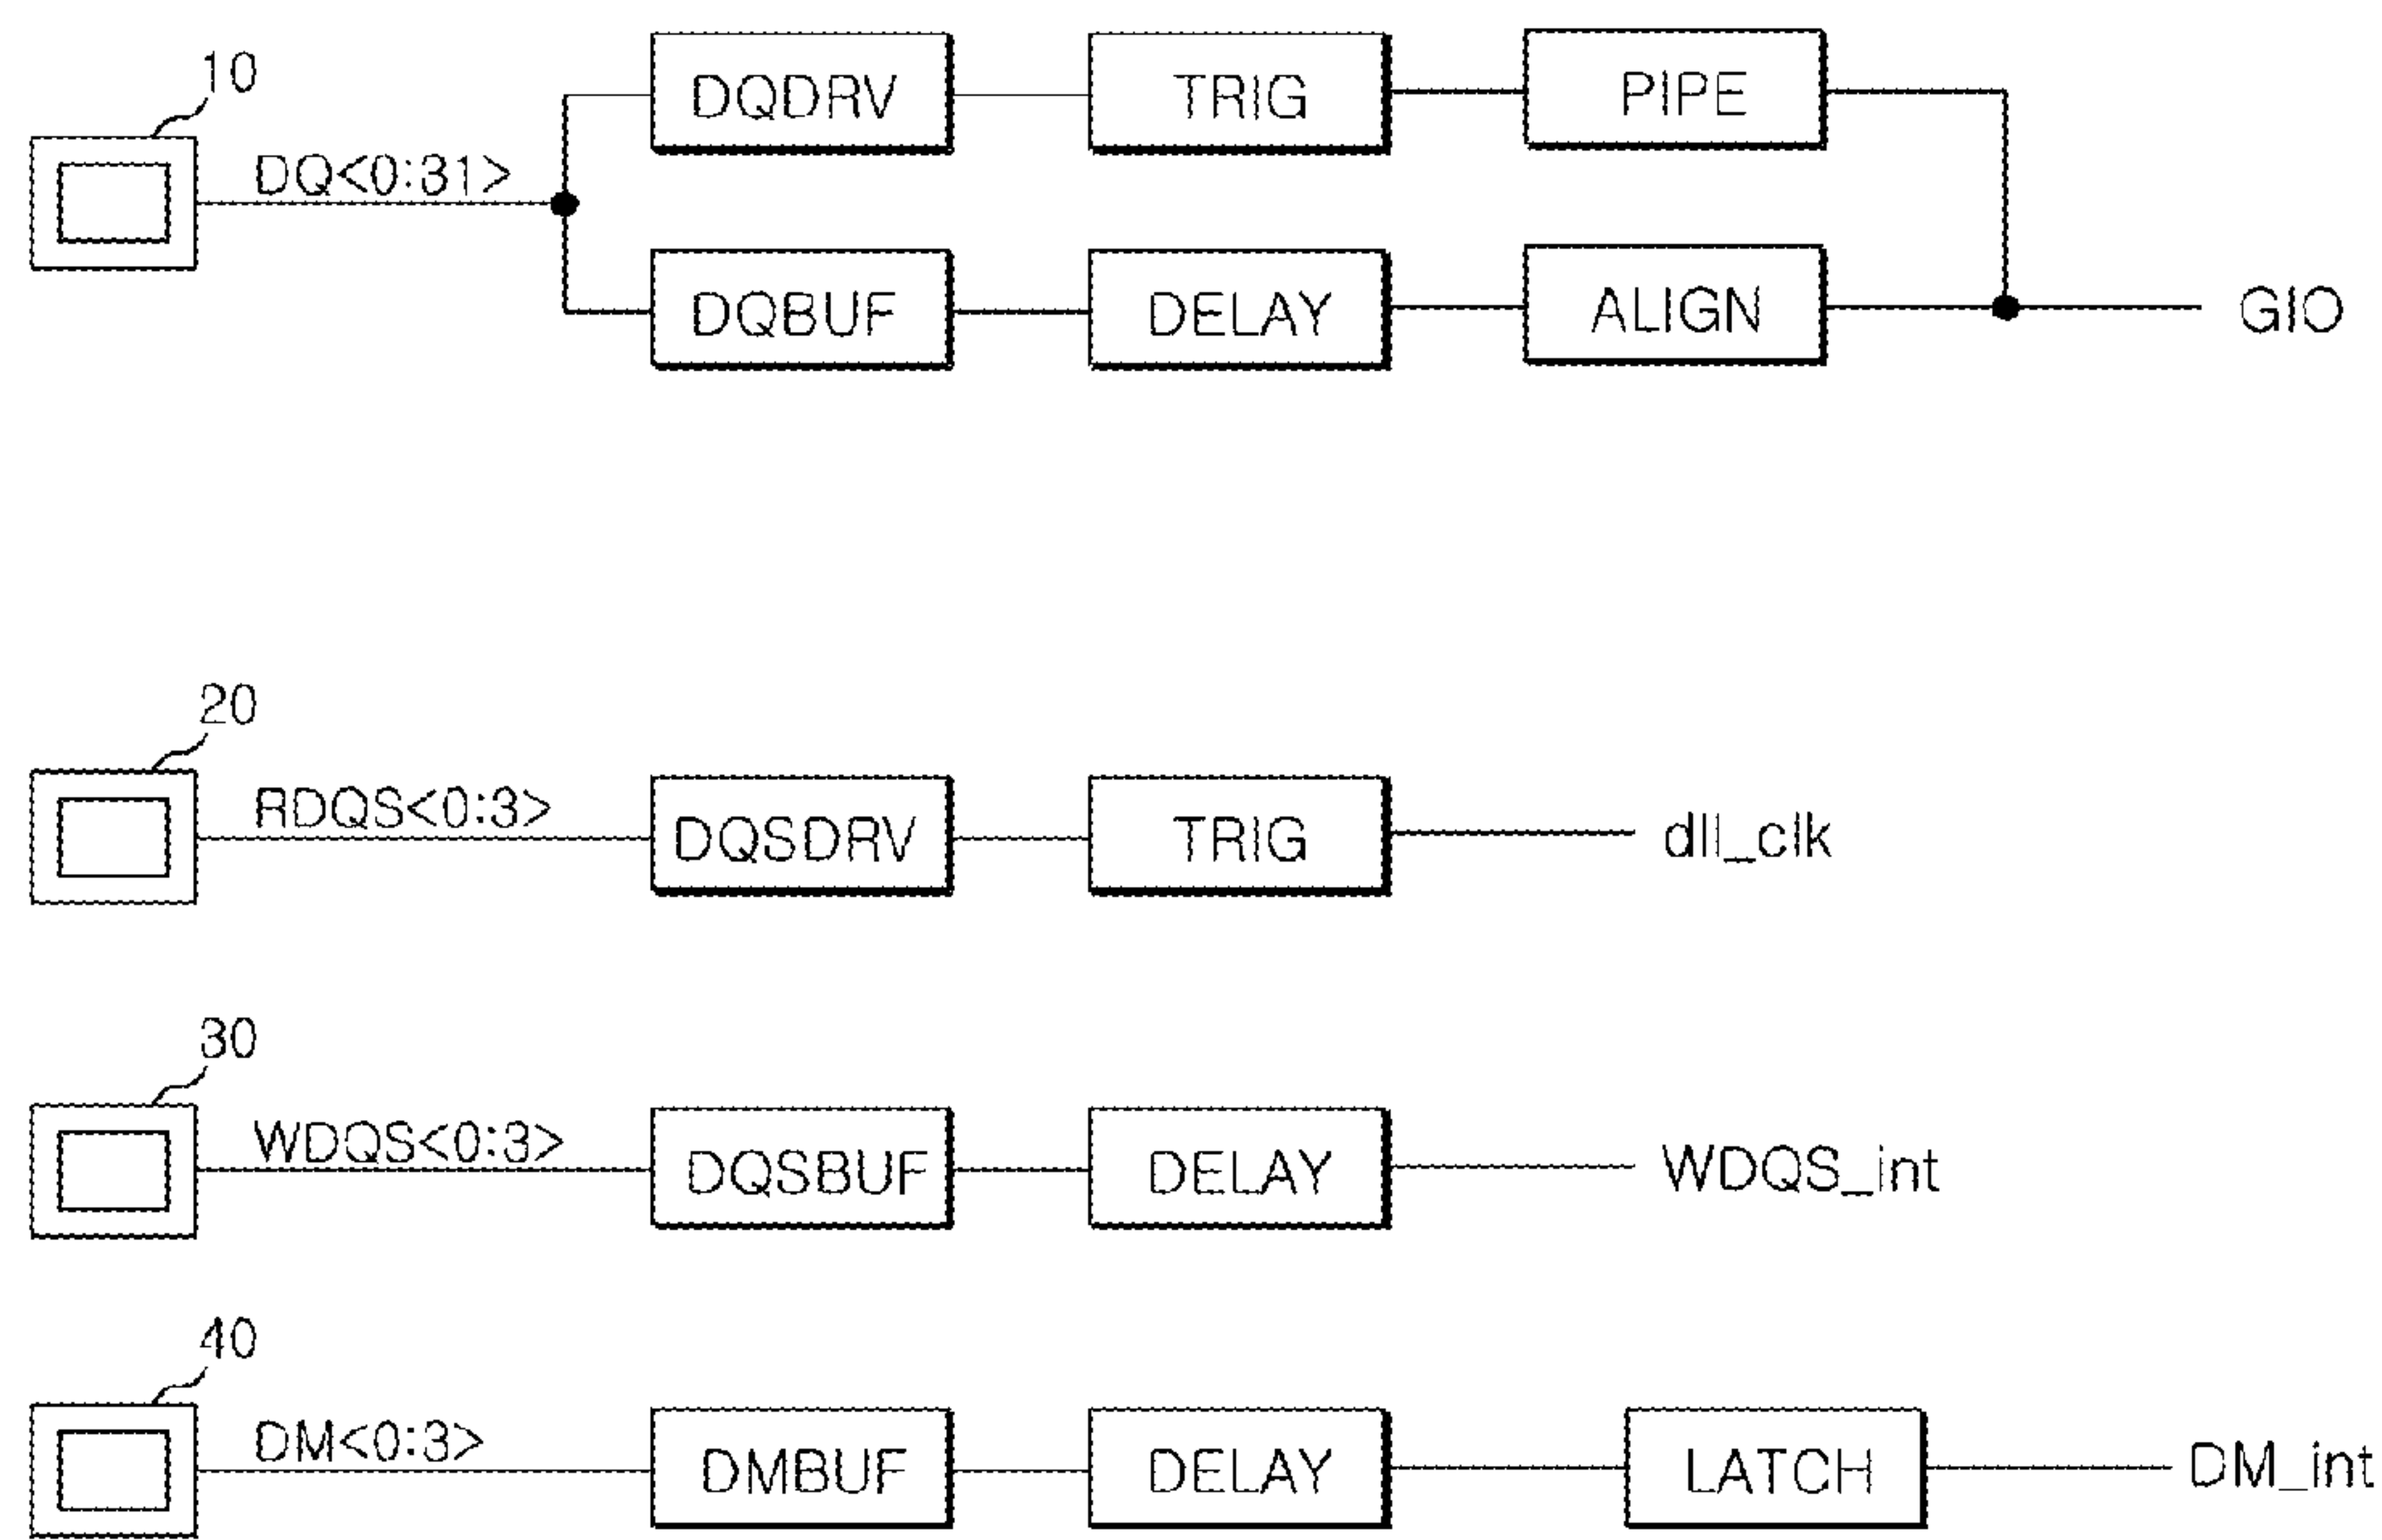 10
DQ<0:31>
DQDRV
TRIG
PIPE
DQBUF
DELAY
ALIGN
GIO
20
RDQS<0:3>
DQSDRV
TRIG
dll_clk
30
WDQS<0:3>
DQSBUF
DELAY
WDQS_int
40
DM<0:3>
DMBUF
DELAY
LATCH
DM_int